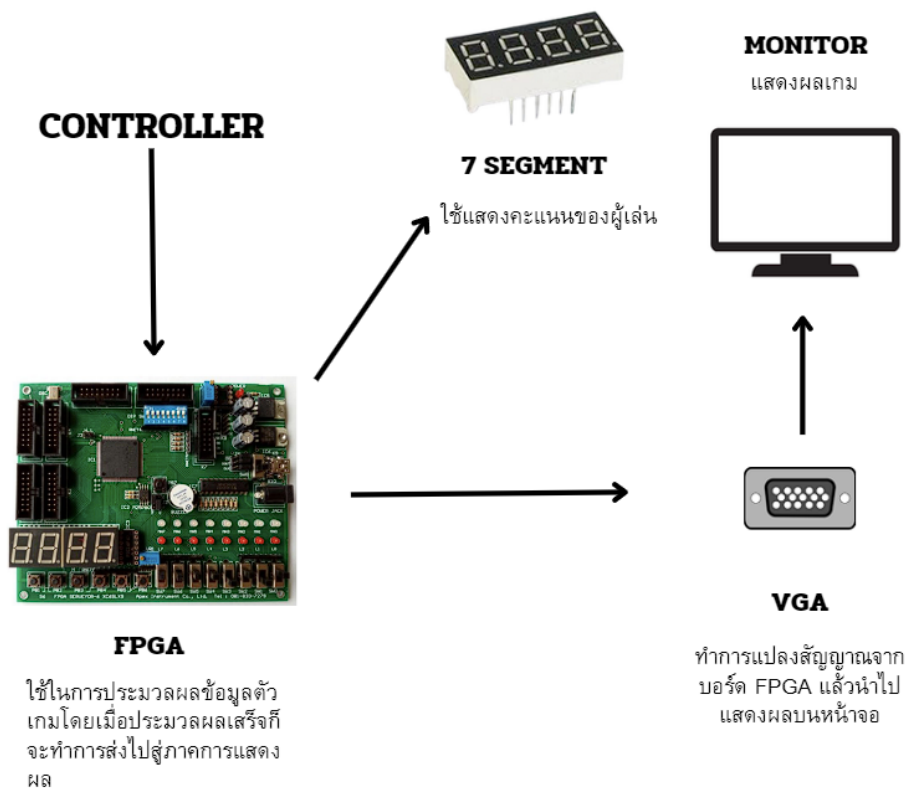 MONITOR
แสดงผลเกม
CONTROLLER
7 SEGMENT
ใช้แสดงคะแนนของผู้เล่น
POWER JACK
FPGA
ใช้ในการประมวลผลข้อมูลตัว
เกมโดยเมื่อประมวลผลเสร็จก็
จะทำการส่งไปสู่ภาคการแสดง
ผล
VGA
ทำการแปลงสัญญาณจาก
บอร์ด FPGA แล้วนำไป
แสดงผลบนหน้าจอ